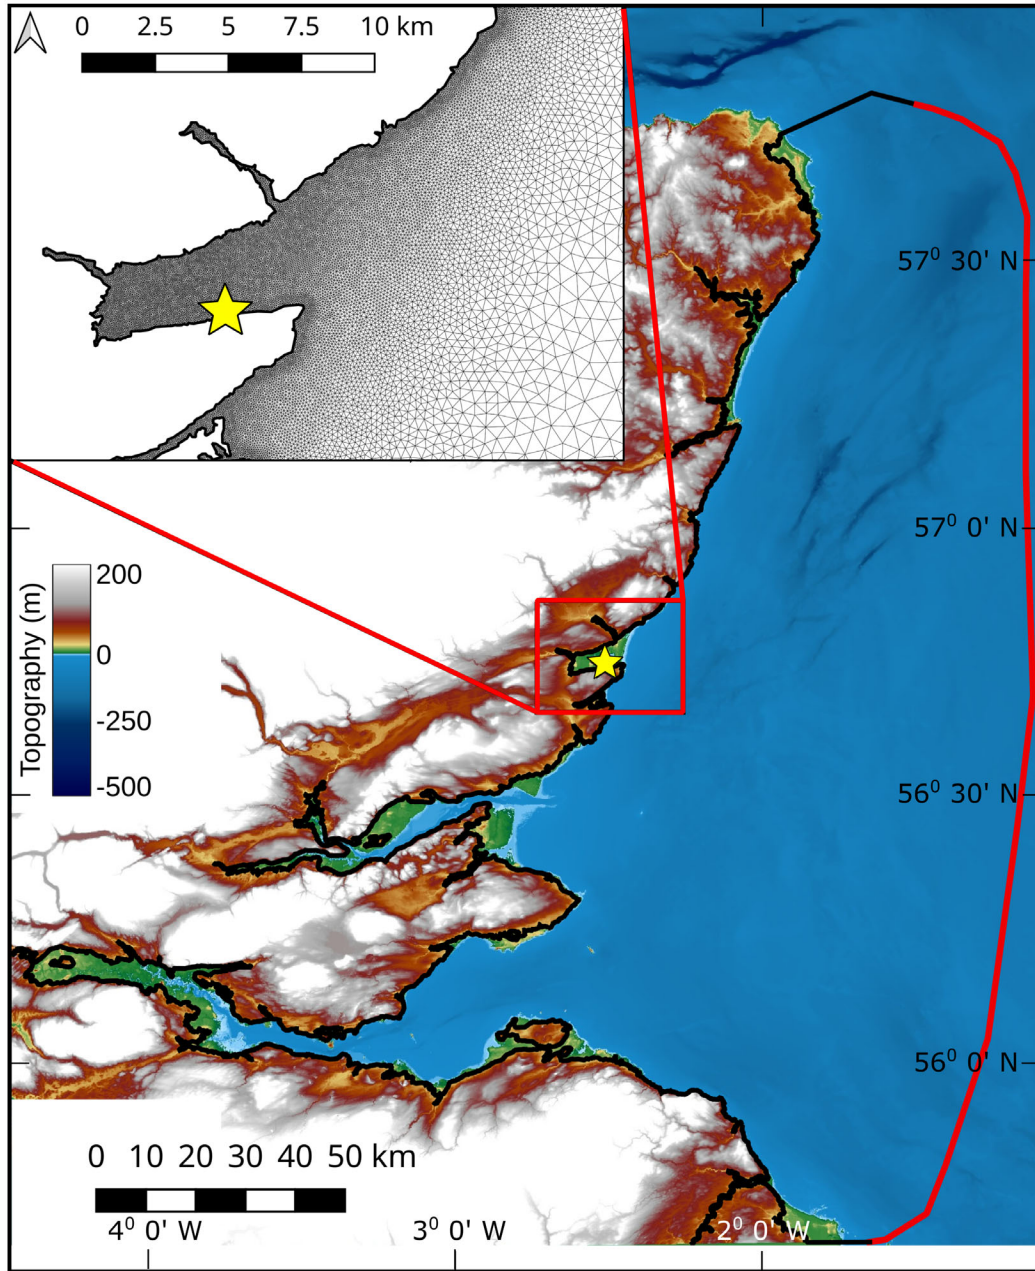 0 2.5 5 7.5 10 km
57⁰ 30' N
57⁰ 0' N
Topography (m)
200
0
-250
-500
56⁰ 30' N
56⁰ 0' N
0 10 20 30 40 50 km
4⁰ 0' W 3⁰ 0' W 2⁰ 0' W